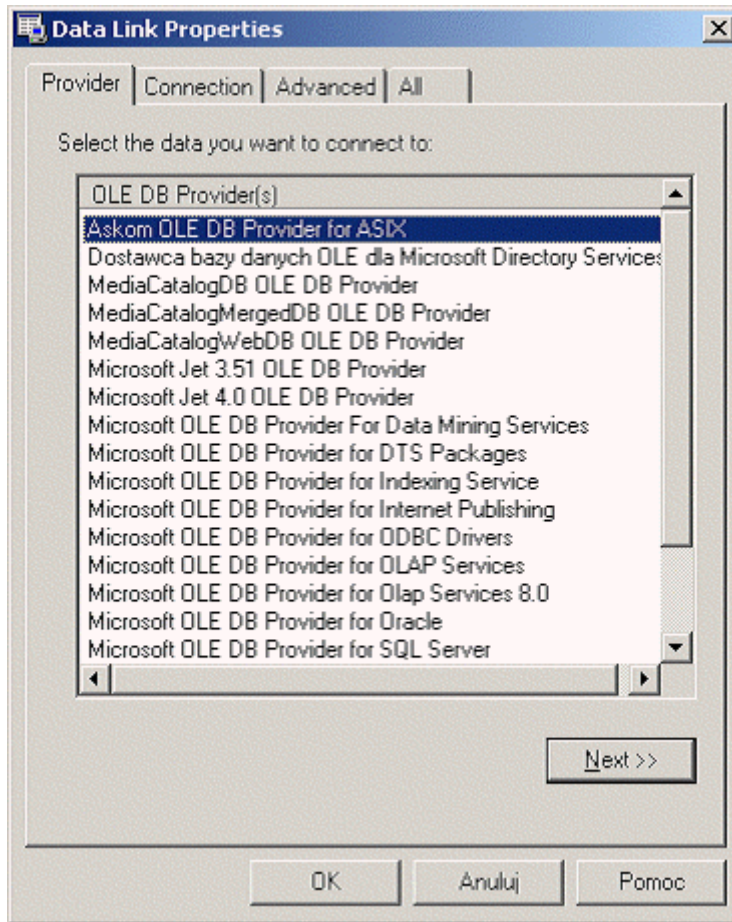 Data Link Properties
Provider Connection Advanced All
Select the data you want to connect to:
OLE DB Provider(s)
Askom OLE DB Provider for ASIX
Dostawca bazy danych OLE dla Microsoft Directory Services
MediaCatalogDB OLE DB Provider
MediaCatalogMergedDB OLE DB Provider
MediaCatalogWebDB OLE DB Provider
Microsoft Jet 3.51 OLE DB Provider
Microsoft Jet 4.0 OLE DB Provider
Microsoft OLE DB Provider For Data Mining Services
Microsoft OLE DB Provider for DTS Packages
Microsoft OLE DB Provider for Indexing Service
Microsoft OLE DB Provider for Internet Publishing
Microsoft OLE DB Provider for ODBC Drivers
Microsoft OLE DB Provider for OLAP Services
Microsoft OLE DB Provider for Olap Services 8.0
Microsoft OLE DB Provider for Oracle
Microsoft OLE DB Provider for SQL Server
Next >>
OK Anuluj Pomoc